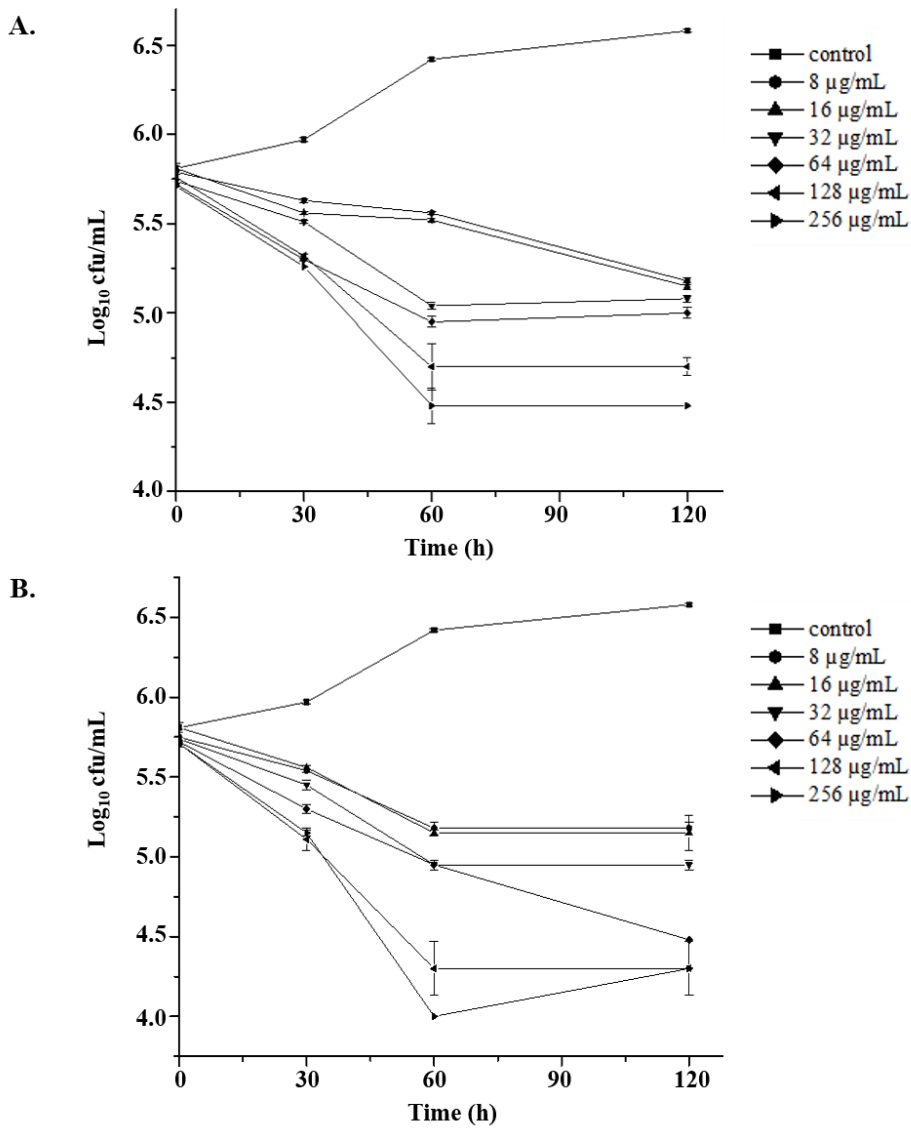 A.
Log₁₀ cfu/mL
6.5
6.0
5.5
5.0
4.5
4.0
0 30 60 90 120
Time (h)
control
8 µg/mL
16 µg/mL
32 µg/mL
64 µg/mL
128 µg/mL
256 µg/mL
B.
Log₁₀ cfu/mL
6.5
6.0
5.5
5.0
4.5
4.0
0 30 60 90 120
Time (h)
control
8 µg/mL
16 µg/mL
32 µg/mL
64 µg/mL
128 µg/mL
256 µg/mL